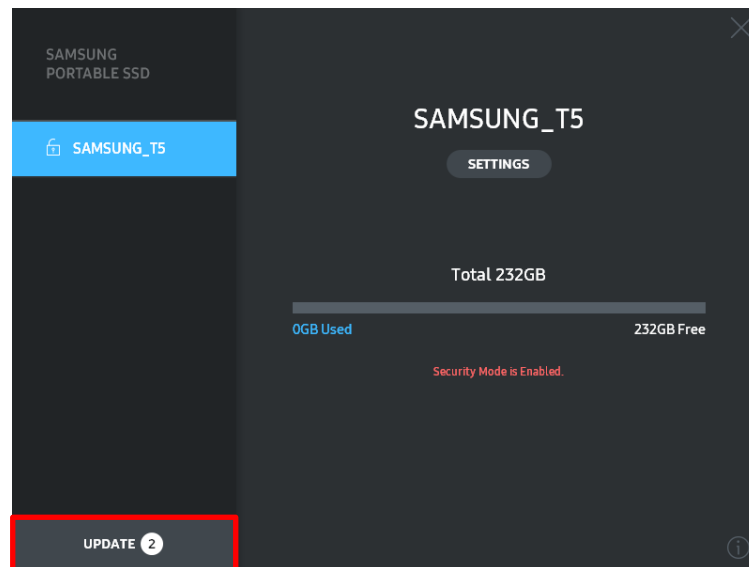 SAMSUNG
PORTABLE SSD
SAMSUNG_T5
SAMSUNG_T5
SETTINGS
Total 232GB
0GB Used
232GB Free
Security Mode is Enabled.
UPDATE 2